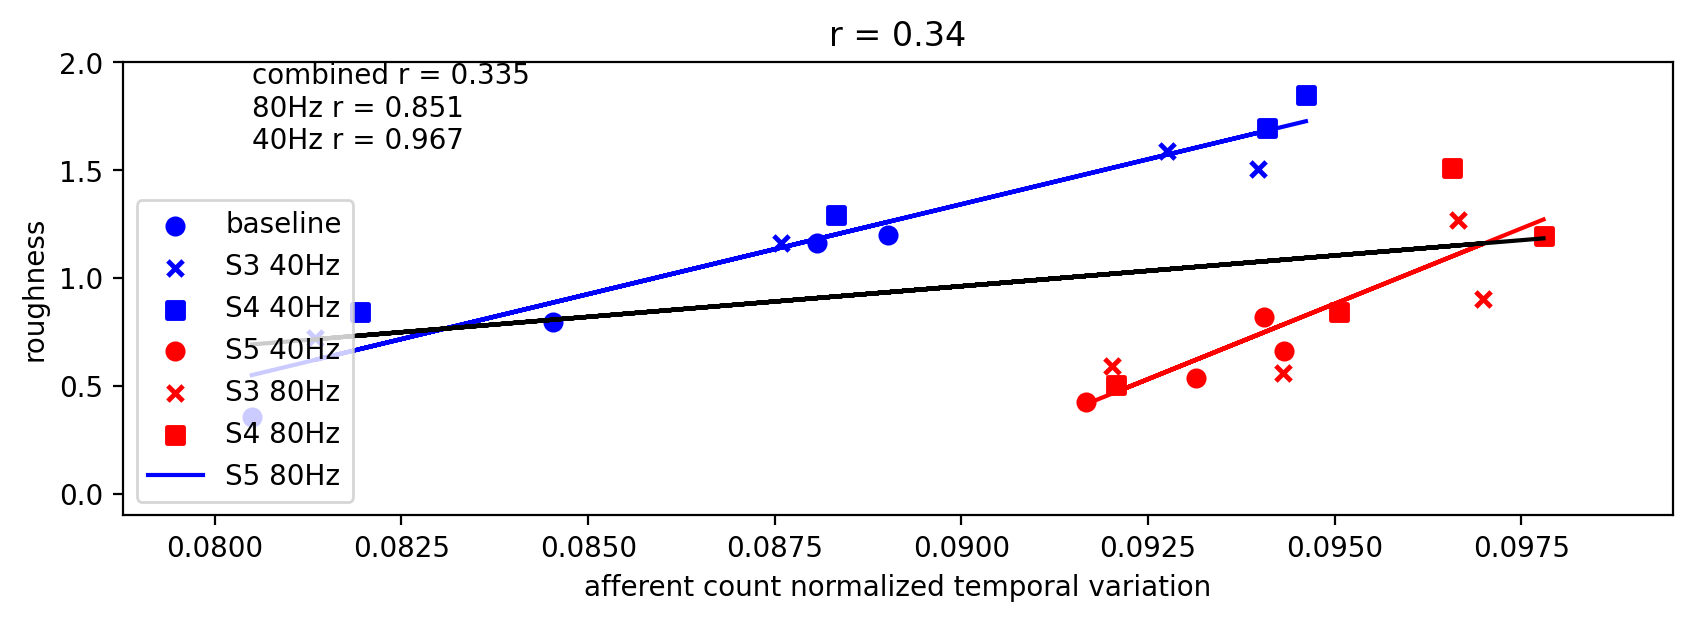 r = 0.34
combined r = 0.335
80Hz r = 0.851
40Hz r = 0.967
2.0
1.5
1.0
0.5
0.0
roughness
baseline
S3 40Hz
S4 40Hz
S5 40Hz
S3 80Hz
S4 80Hz
S5 80Hz
0.0800 0.0825 0.0850 0.0875 0.0900 0.0925 0.0950 0.0975
afferent count normalized temporal variation